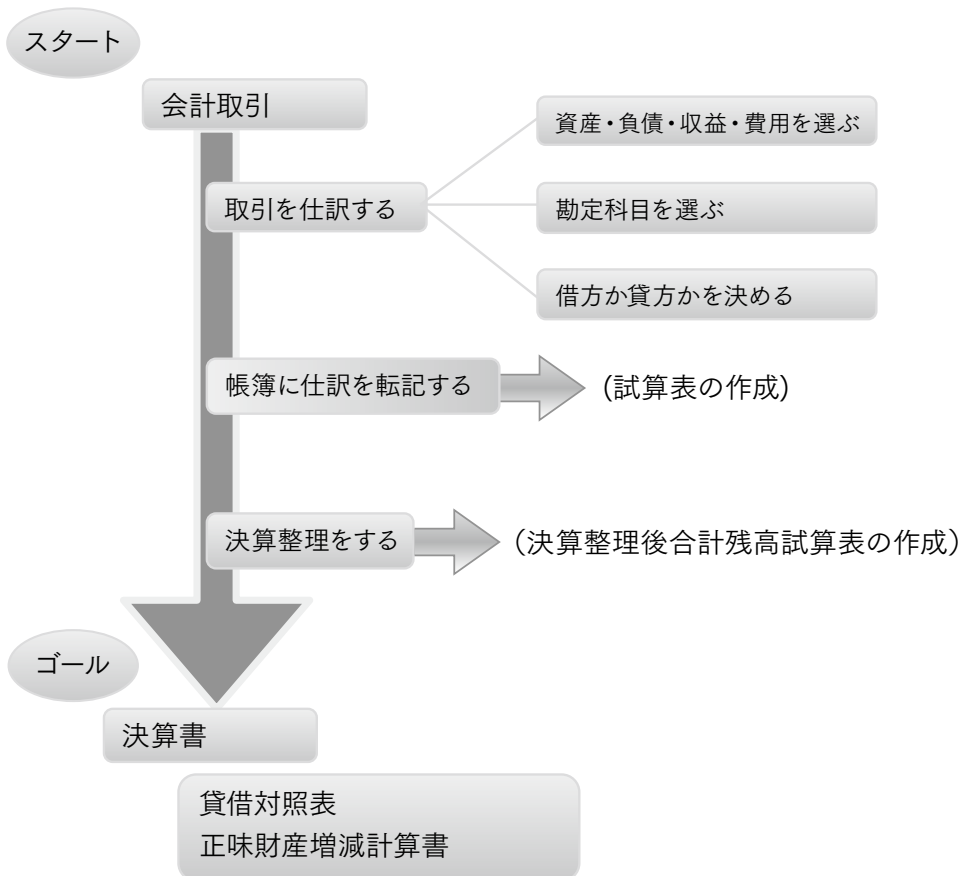 スタート
会計取引
資産・負債・収益・費用を選ぶ
取引を仕訳する
勘定科目を選ぶ
借方か貸方かを決める
帳簿に仕訳を転記する
(試算表の作成)
決算整理をする
（決算整理後合計残高試算表の作成）
ゴール
決算書
貸借対照表
正味財産増減計算書